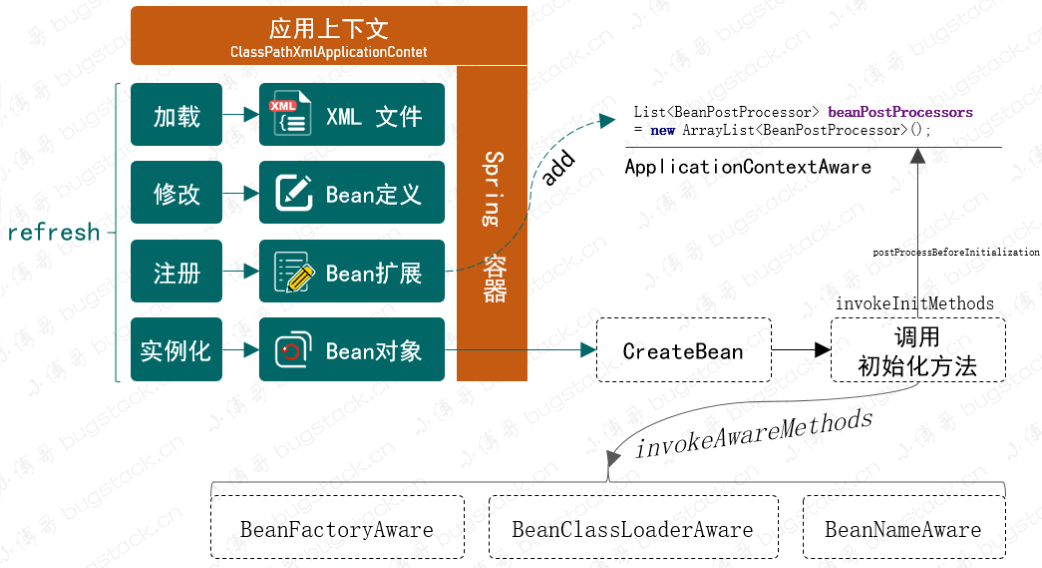 应用上下文
ClassPathXmlApplicationContet
refresh
加载
XML
XML 文件
修改
Bean定义
注册
Bean扩展
实例化
Bean对象
Spring 容器
add
List<BeanPostProcessor> beanPostProcessors
= new ArrayList<BeanPostProcessor>();
ApplicationContextAware
postProcessBeforeInitialization
invokeInitMethods
CreateBean
调用
初始化方法
invokeAwareMethods
BeanFactoryAware
BeanClassLoaderAware
BeanNameAware
小傅哥 bugstack.cn